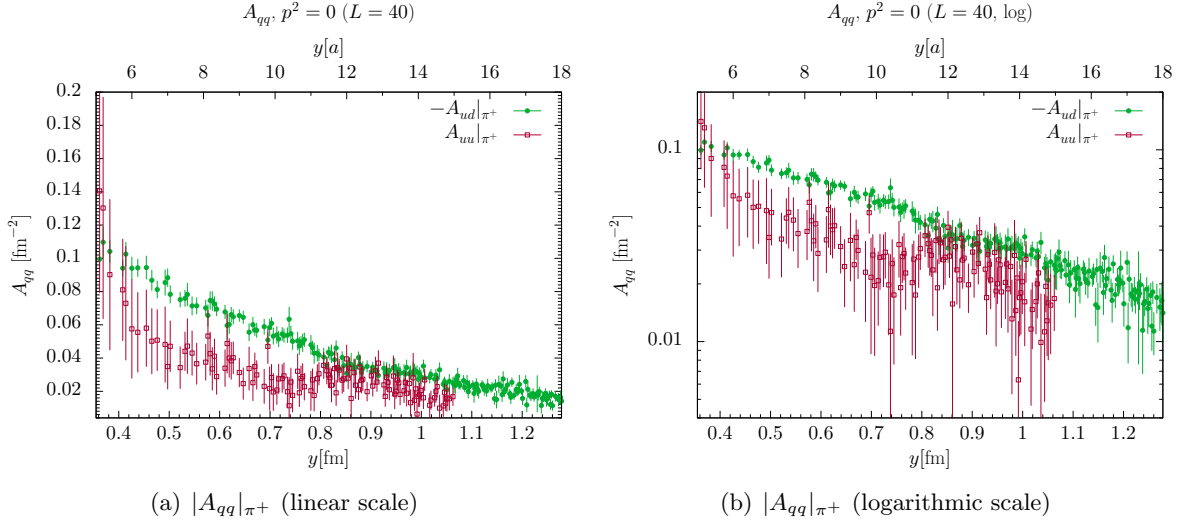 A_{qq}, p^2 = 0 (L = 40)
y[a]
6 8 10 12 14 16 18
0.2
0.18
0.16
0.14
0.12
0.1
0.08
0.06
0.04
0.02
A_{qq} [fm^{-2}]
-A_{ud}|_{π^+}
A_{uu}|_{π^+}
0.4 0.5 0.6 0.7 0.8 0.9 1 1.1 1.2
y[fm]
(a) |A_{qq}|_{π^+} (linear scale)
A_{qq}, p^2 = 0 (L = 40, log)
y[a]
6 8 10 12 14 16 18
0.1
0.01
A_{qq} [fm^{-2}]
-A_{ud}|_{π^+}
A_{uu}|_{π^+}
0.4 0.5 0.6 0.7 0.8 0.9 1 1.1 1.2
y[fm]
(b) |A_{qq}|_{π^+} (logarithmic scale)